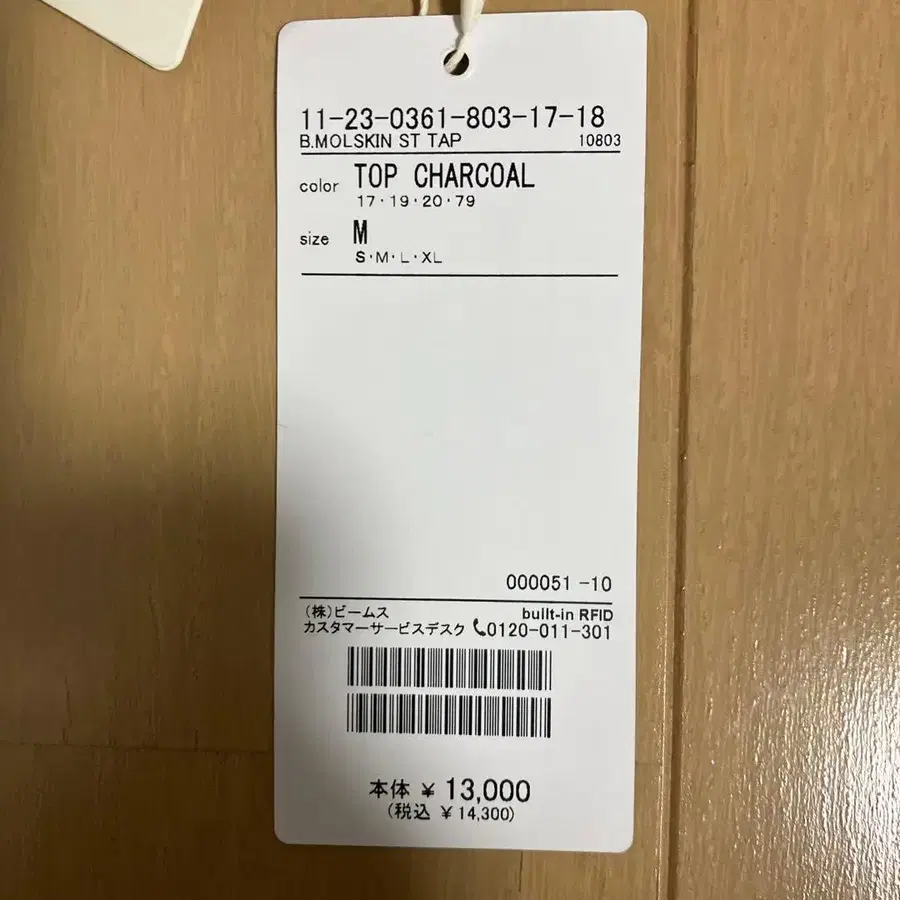 11-23-0361-803-17-18
B.MOLSKIN ST TAP 10803
color TOP CHARCOAL
17・19・20・79
size M
S・M・L・XL
000051 -10
(株)ビームス built-in RFID
カスタマーサービスデスク 0120-011-301
本体 ¥ 13,000
(税込 ¥ 14,300)